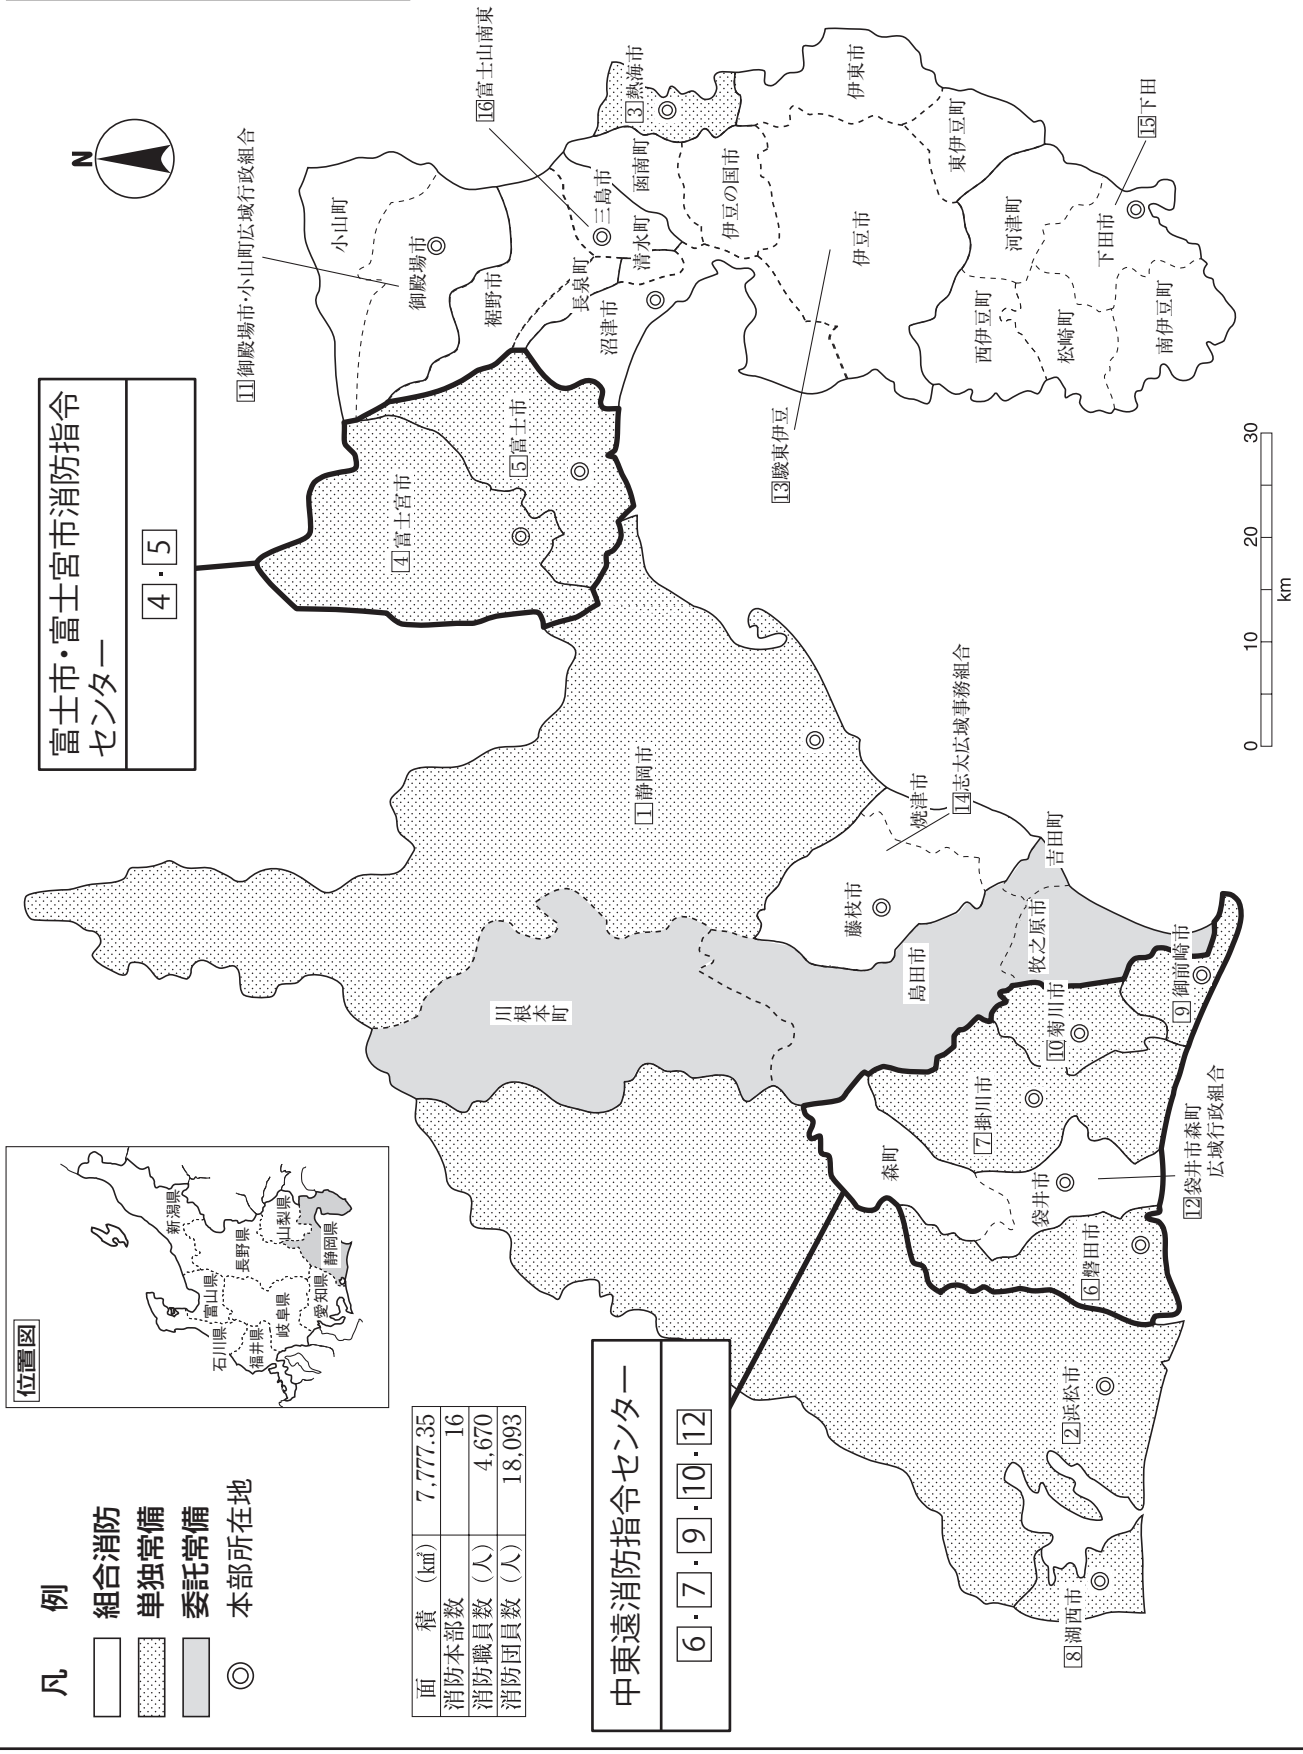 凡　例
組合消防
単独常備
委託常備
本部所在地
位置図
新潟県
富山県
石川県
長野県
福井県
岐阜県
山梨県
愛知県
静岡県
面　積 (km²) 7,777.35
消防本部数 16
消防職員数 (人) 4,670
消防団員数 (人) 18,093
中東遠消防指令センター
6・7・9・10・12
富士市・富士宮市消防指令
センター
4・5
N
11御殿場市・小山町広域行政組合
16富士山南東
小山町
御殿場市
裾野市
長泉町
三島市
清水町
沼津市
函南町
3熱海市
伊豆の国市
伊東市
伊豆市
東伊豆町
13駿東伊豆
河津町
西伊豆町
松崎町
下田市
南伊豆町
15下田
4富士宮市
5富士市
1静岡市
川根本町
藤枝市
焼津市
14志太広域事務組合
島田市
吉田町
牧之原市
9御前崎市
10菊川市
7掛川市
森町
袋井市
12袋井市森町
広域行政組合
6磐田市
2浜松市
8湖西市
0 10 20 30
km